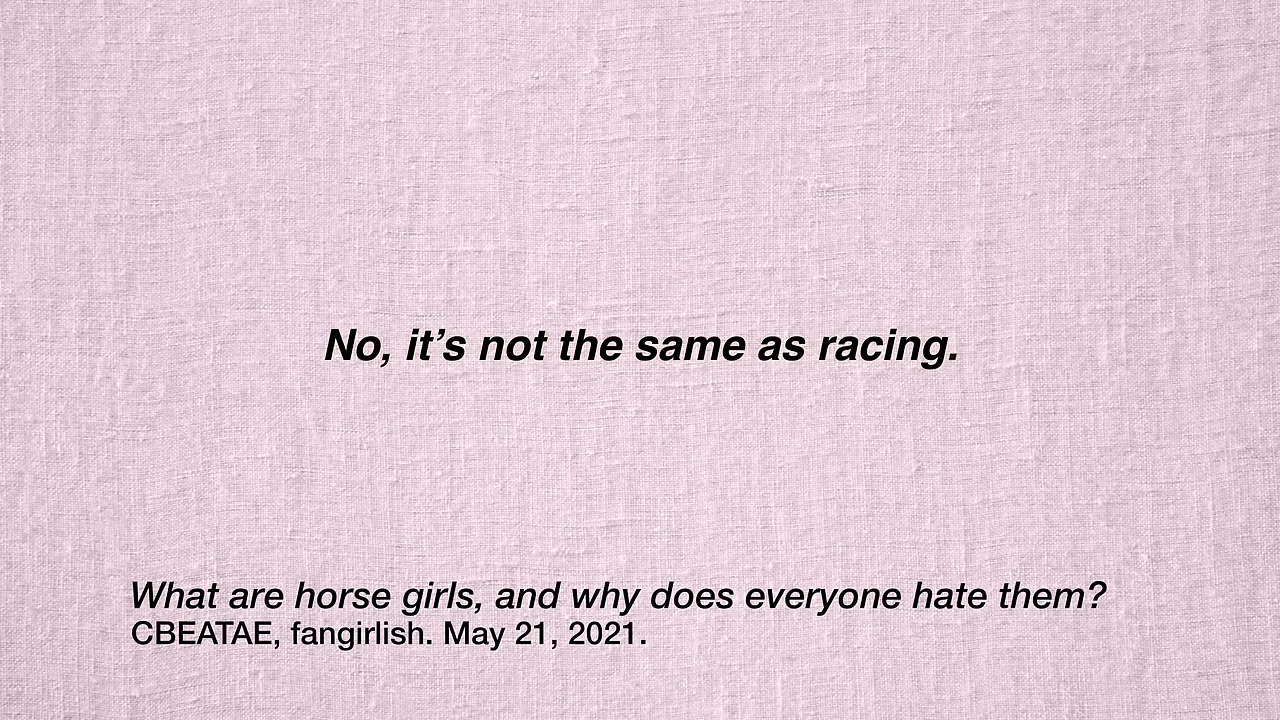 No, it’s not the same as racing.
What are horse girls, and why does everyone hate them?
CBEATAE, fangirlish. May 21, 2021.